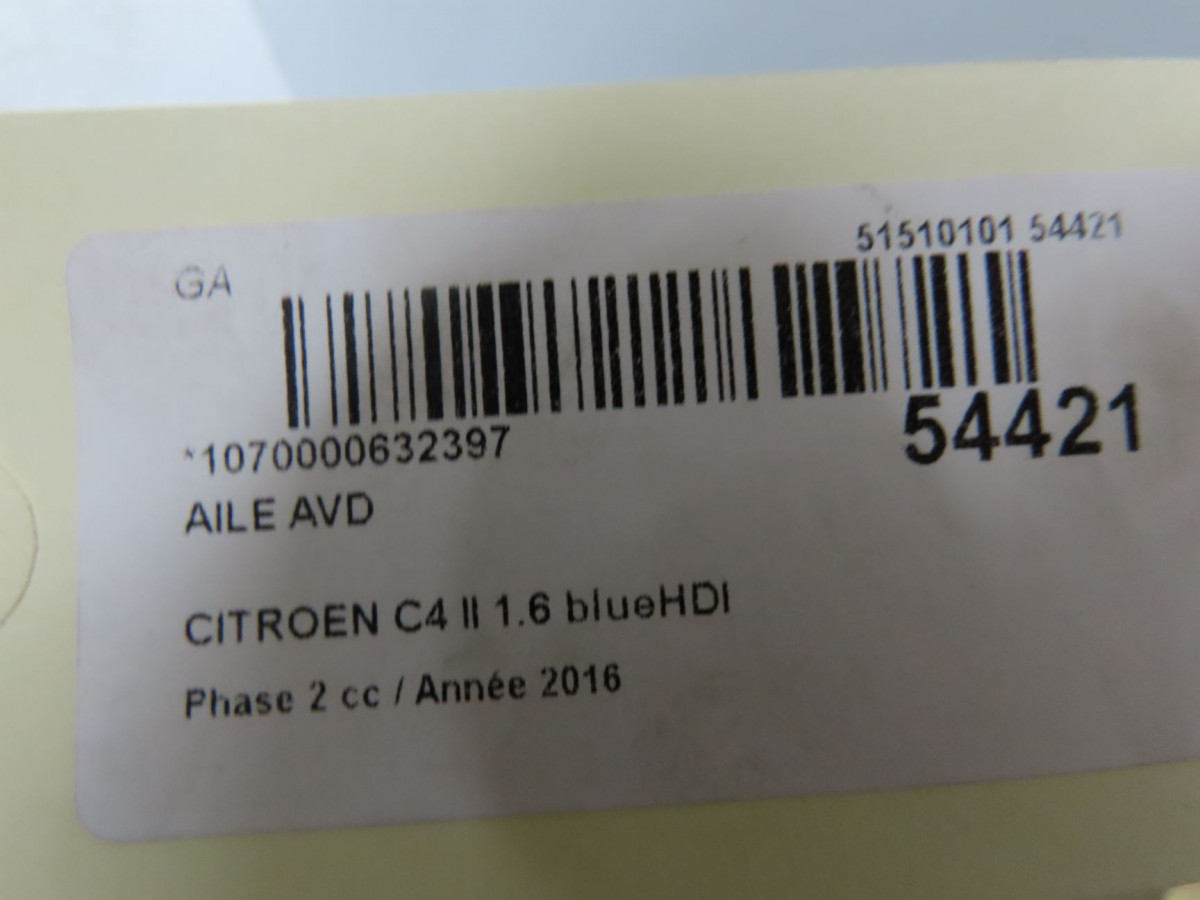 51510101 54421
GA
54421
*1070000632397
AILE AVD
CITROEN C4 II 1.6 blueHDI
Phase 2 cc / Année 2016